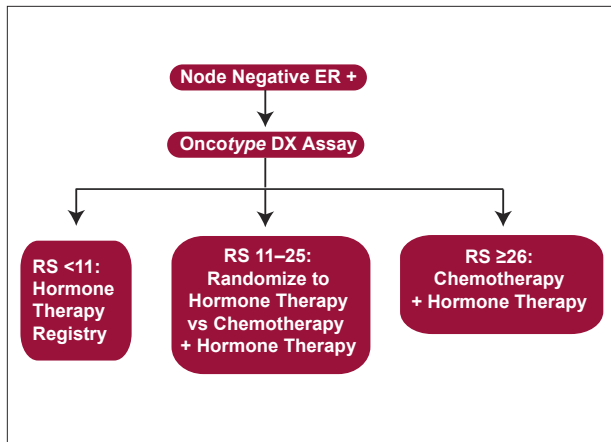 Node Negative ER +
Oncotype DX Assay
RS <11:
Hormone
Therapy
Registry
RS 11–25:
Randomize to
Hormone Therapy
vs Chemotherapy
+ Hormone Therapy
RS ≥26:
Chemotherapy
+ Hormone Therapy